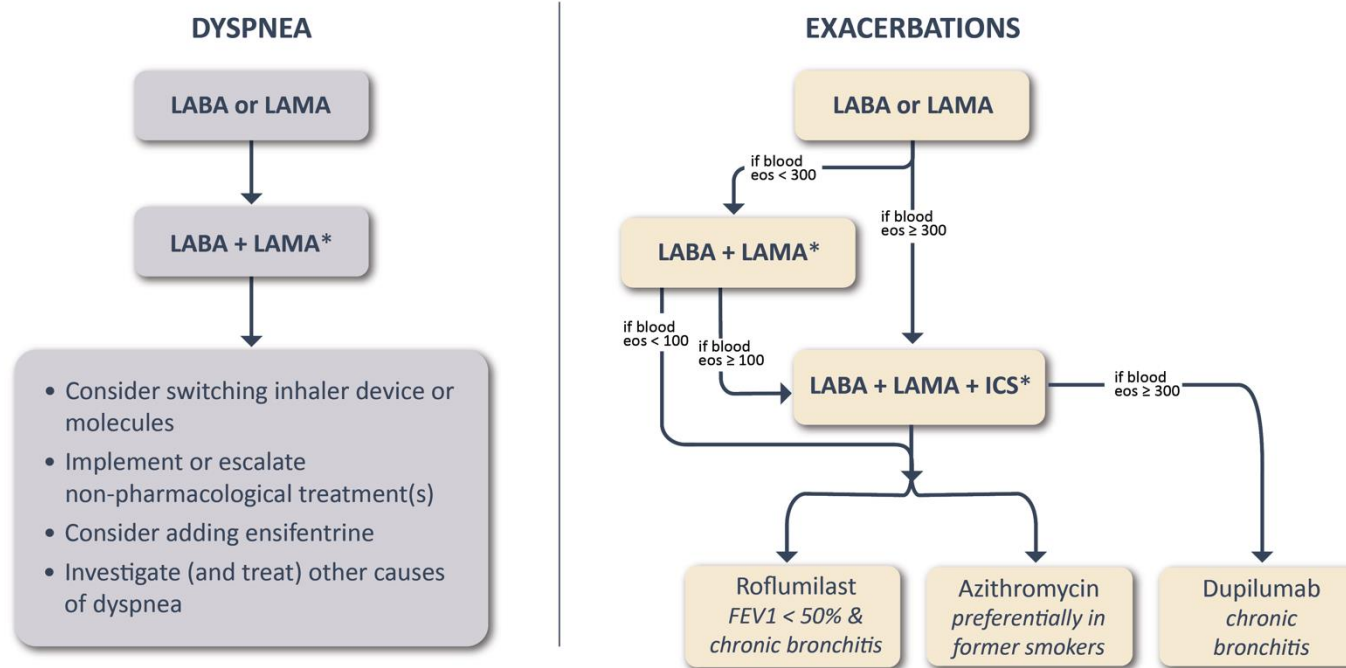 DYSPNEA
LABA or LAMA
LABA + LAMA*
• Consider switching inhaler device or
molecules
• Implement or escalate
non-pharmacological treatment(s)
• Consider adding ensifentrine
• Investigate (and treat) other causes
of dyspnea
EXACERBATIONS
LABA or LAMA
if blood
eos < 300
if blood
eos ≥ 300
LABA + LAMA*
if blood
eos < 100
if blood
eos ≥ 100
LABA + LAMA + ICS*
if blood
eos ≥ 300
Roflumilast
FEV1 < 50% &
chronic bronchitis
Azithromycin
preferentially in
former smokers
Dupilumab
chronic
bronchitis